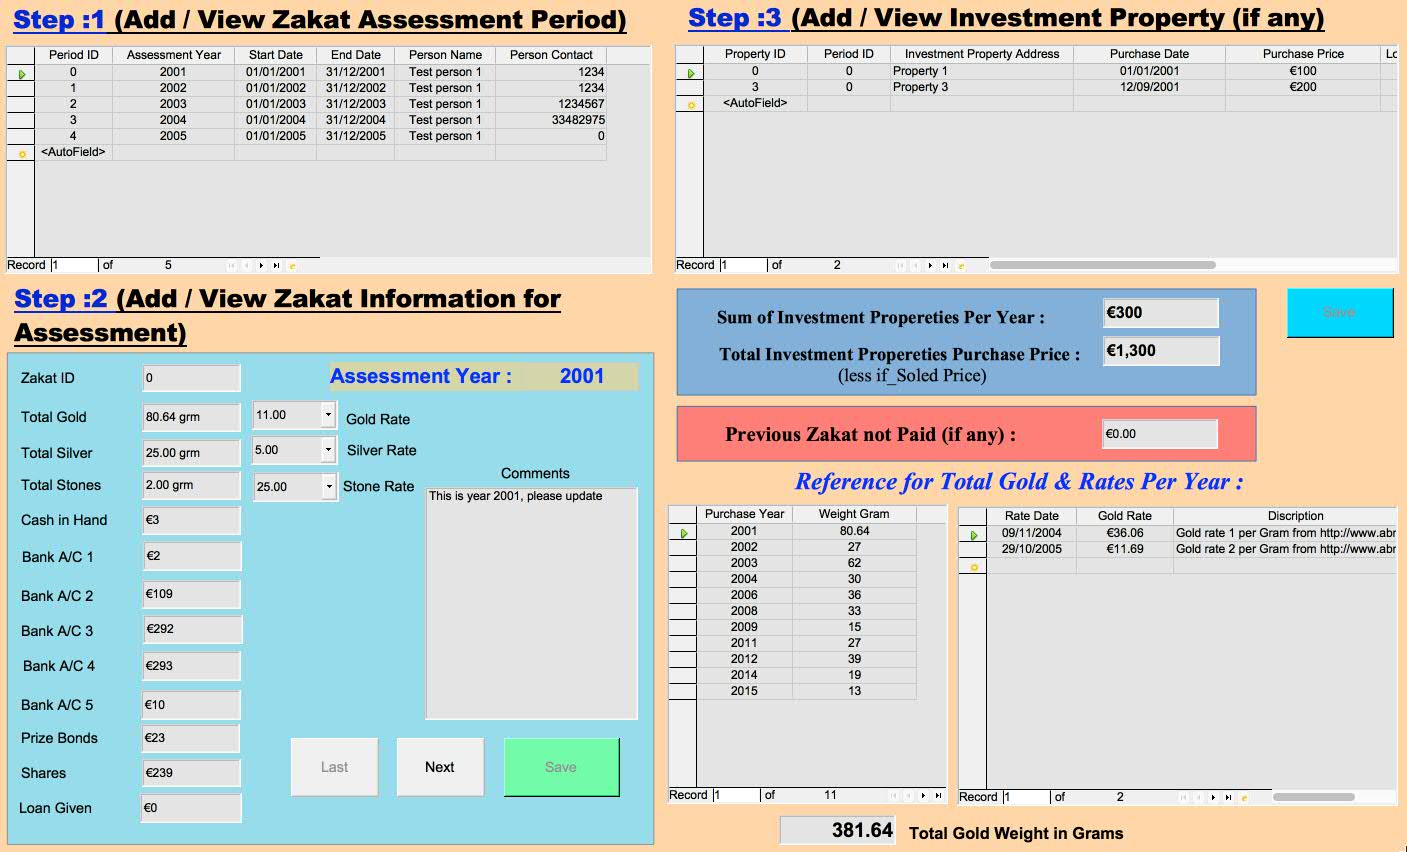 Step :1 (Add / View Zakat Assessment Period)
Period ID Assessment Year Start Date End Date Person Name Person Contact
0 2001 01/01/2001 31/12/2001 Test person 1 1234
1 2002 01/01/2002 31/12/2002 Test person 1 1234
2 2003 01/01/2003 31/12/2003 Test person 1 1234567
3 2004 01/01/2004 31/12/2004 Test person 1 33482975
4 2005 01/01/2005 31/12/2005 Test person 1 0
<AutoField>
Record 1 of 5
Step :2 (Add / View Zakat Information for
Assessment)
Zakat ID 0 Assessment Year : 2001
Total Gold 80.64 grm 11.00 Gold Rate
Total Silver 25.00 grm 5.00 Silver Rate
Total Stones 2.00 grm 25.00 Stone Rate
Comments
This is year 2001, please update
Cash in Hand €3
Bank A/C 1 €2
Bank A/C 2 €109
Bank A/C 3 €292
Bank A/C 4 €293
Bank A/C 5 €10
Prize Bonds €23
Shares €239
Loan Given €0
Last Next Save
Step :3 (Add / View Investment Property (if any)
Property ID Period ID Investment Property Address Purchase Date Purchase Price Lc
0 0 Property 1 01/01/2001 €100
3 0 Property 3 12/09/2001 €200
<AutoField>
Record 1 of 2
Sum of Investment Propereties Per Year : €300
Total Investment Propereties Purchase Price : €1,300
(less if_Soled Price)
Save
Previous Zakat not Paid (if any) : €0.00
Reference for Total Gold & Rates Per Year :
Purchase Year Weight Gram
2001 80.64
2002 27
2003 62
2004 30
2006 36
2008 33
2009 15
2011 27
2012 39
2014 19
2015 13
Record 1 of 11
Rate Date Gold Rate Discription
09/11/2004 €36.06 Gold rate 1 per Gram from http://www.abr
29/10/2005 €11.69 Gold rate 2 per Gram from http://www.abr
Record 1 of 2
381.64 Total Gold Weight in Grams